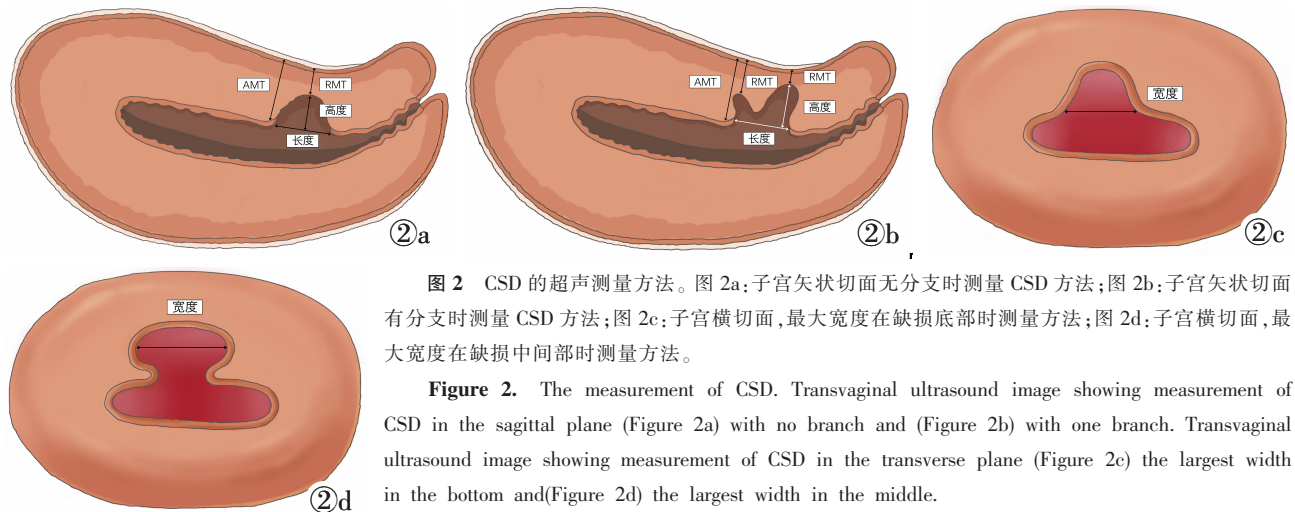 AMT
RMT
高度
长度
②a
AMT
RMT
RMT
高度
长度
②b
宽度
②c
宽度
②d
图 2 CSD 的超声测量方法。图 2a:子宫矢状切面无分支时测量 CSD 方法;图 2b:子宫矢状切面
有分支时测量 CSD 方法;图 2c:子宫横切面,最大宽度在缺损底部时测量方法;图 2d:子宫横切面,最
大宽度在缺损中间部时测量方法。
Figure 2. The measurement of CSD. Transvaginal ultrasound image showing measurement of
CSD in the sagittal plane (Figure 2a) with no branch and (Figure 2b) with one branch. Transvaginal
ultrasound image showing measurement of CSD in the transverse plane (Figure 2c) the largest width
in the bottom and(Figure 2d) the largest width in the middle.